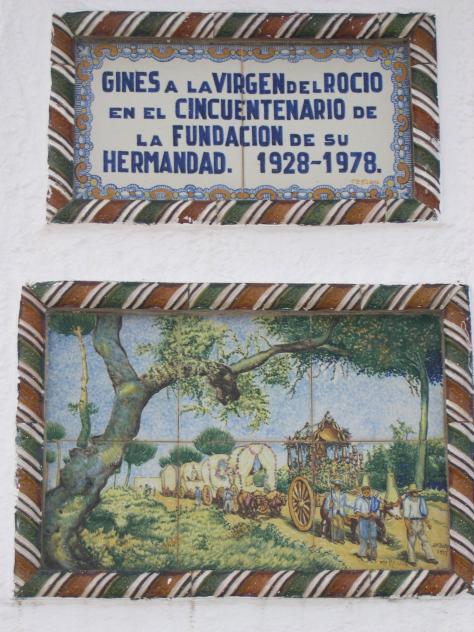 GINES A LA VIRGEN DEL ROCIO
EN EL CINCUENTENARIO DE
LA FUNDACION DE SU
HERMANDAD. 1928-1978.